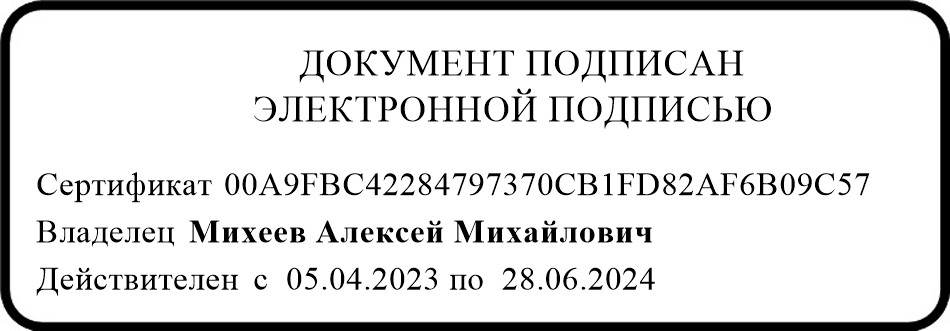 ДОКУМЕНТ ПОДПИСАН
ЭЛЕКТРОННОЙ ПОДПИСЬЮ
Сертификат 00A9FBC42284797370CB1FD82AF6B09C57
Владелец Михеев Алексей Михайлович
Действителен с 05.04.2023 по 28.06.2024